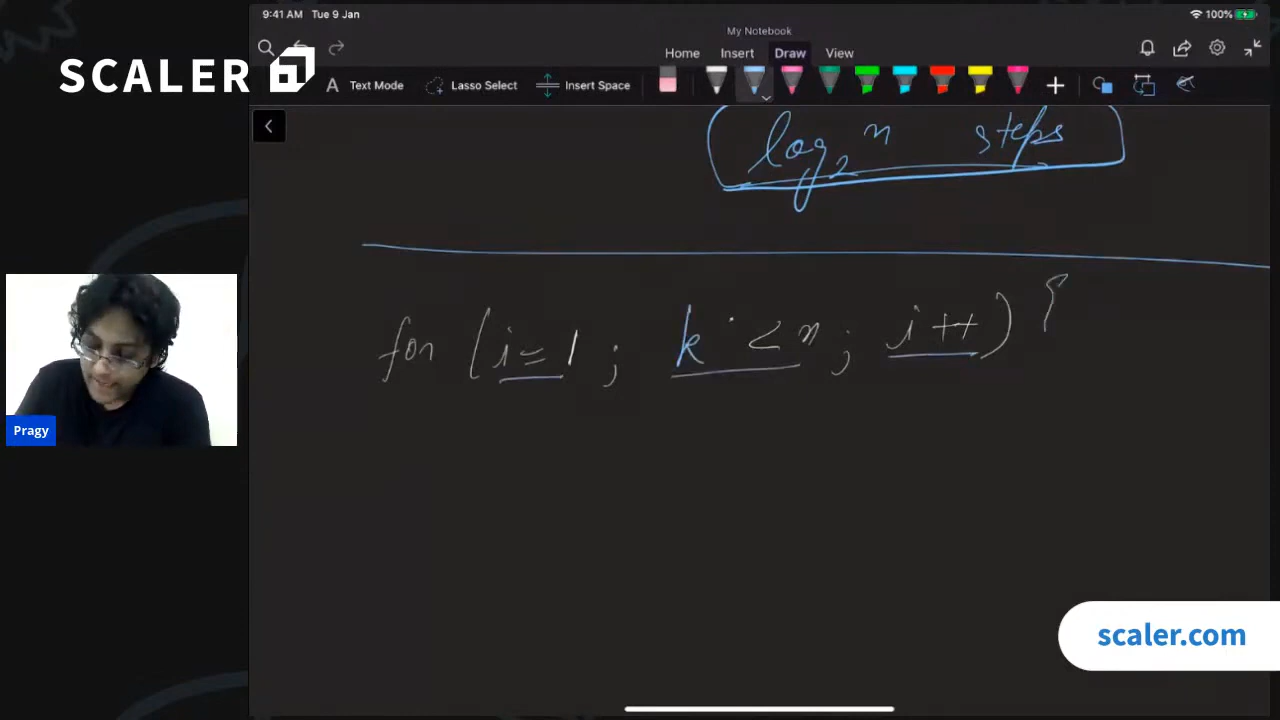 9:41 AM Tue 9 Jan
100%
My Notebook
SCALER
Home Insert Draw View
A Text Mode Lasso Select Insert Space
log2 n steps
for (i=1; k < n; i++) {
Pragy
scaler.com